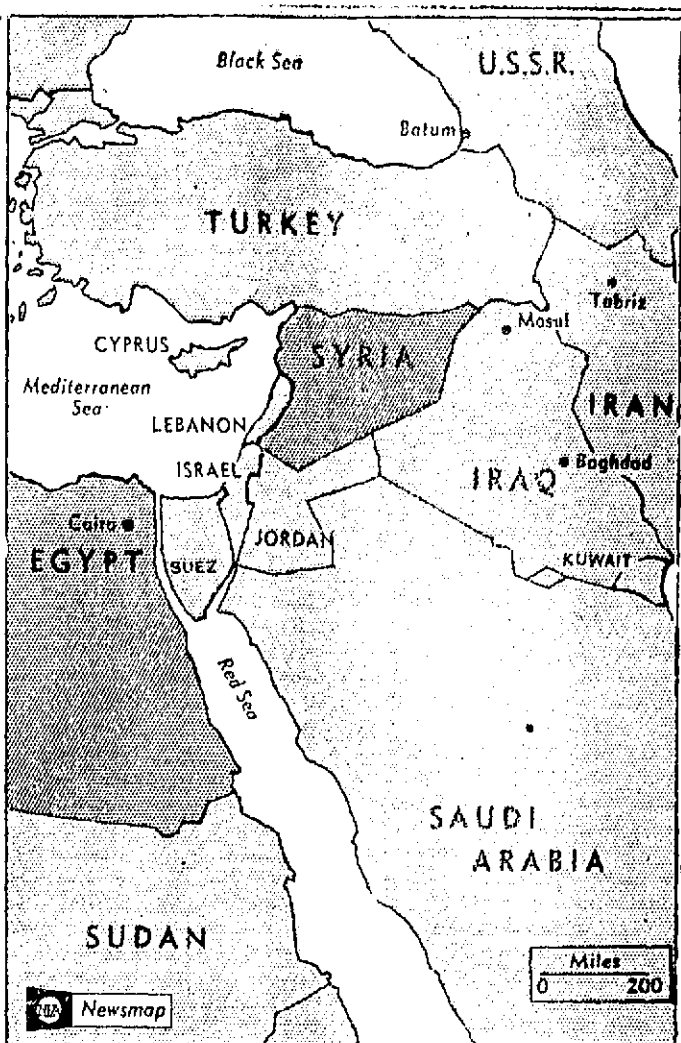 Black Sea
U.S.S.R.
Batum
TURKEY
Tabriz
Mosul
CYPRUS
SYRIA
Mediterranean
Sea
IRAN
LEBANON
ISRAEL
Baghdad
IRAQ
Cairo
JORDAN
EGYPT
SUEZ
KUWAIT
Red
Sea
SAUDI
ARABIA
SUDAN
Miles
0 200
Newsmap